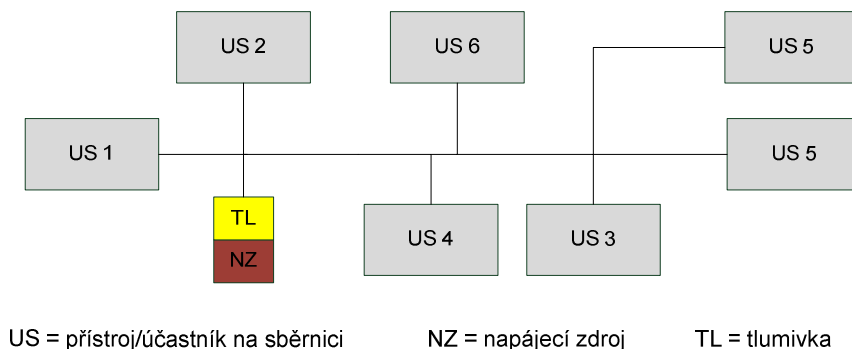 US 2
US 6
US 5
US 1
US 5
TL
NZ
US 4
US 3
US = přístroj/účastník na sběrnici NZ = napájecí zdroj TL = tlumivka